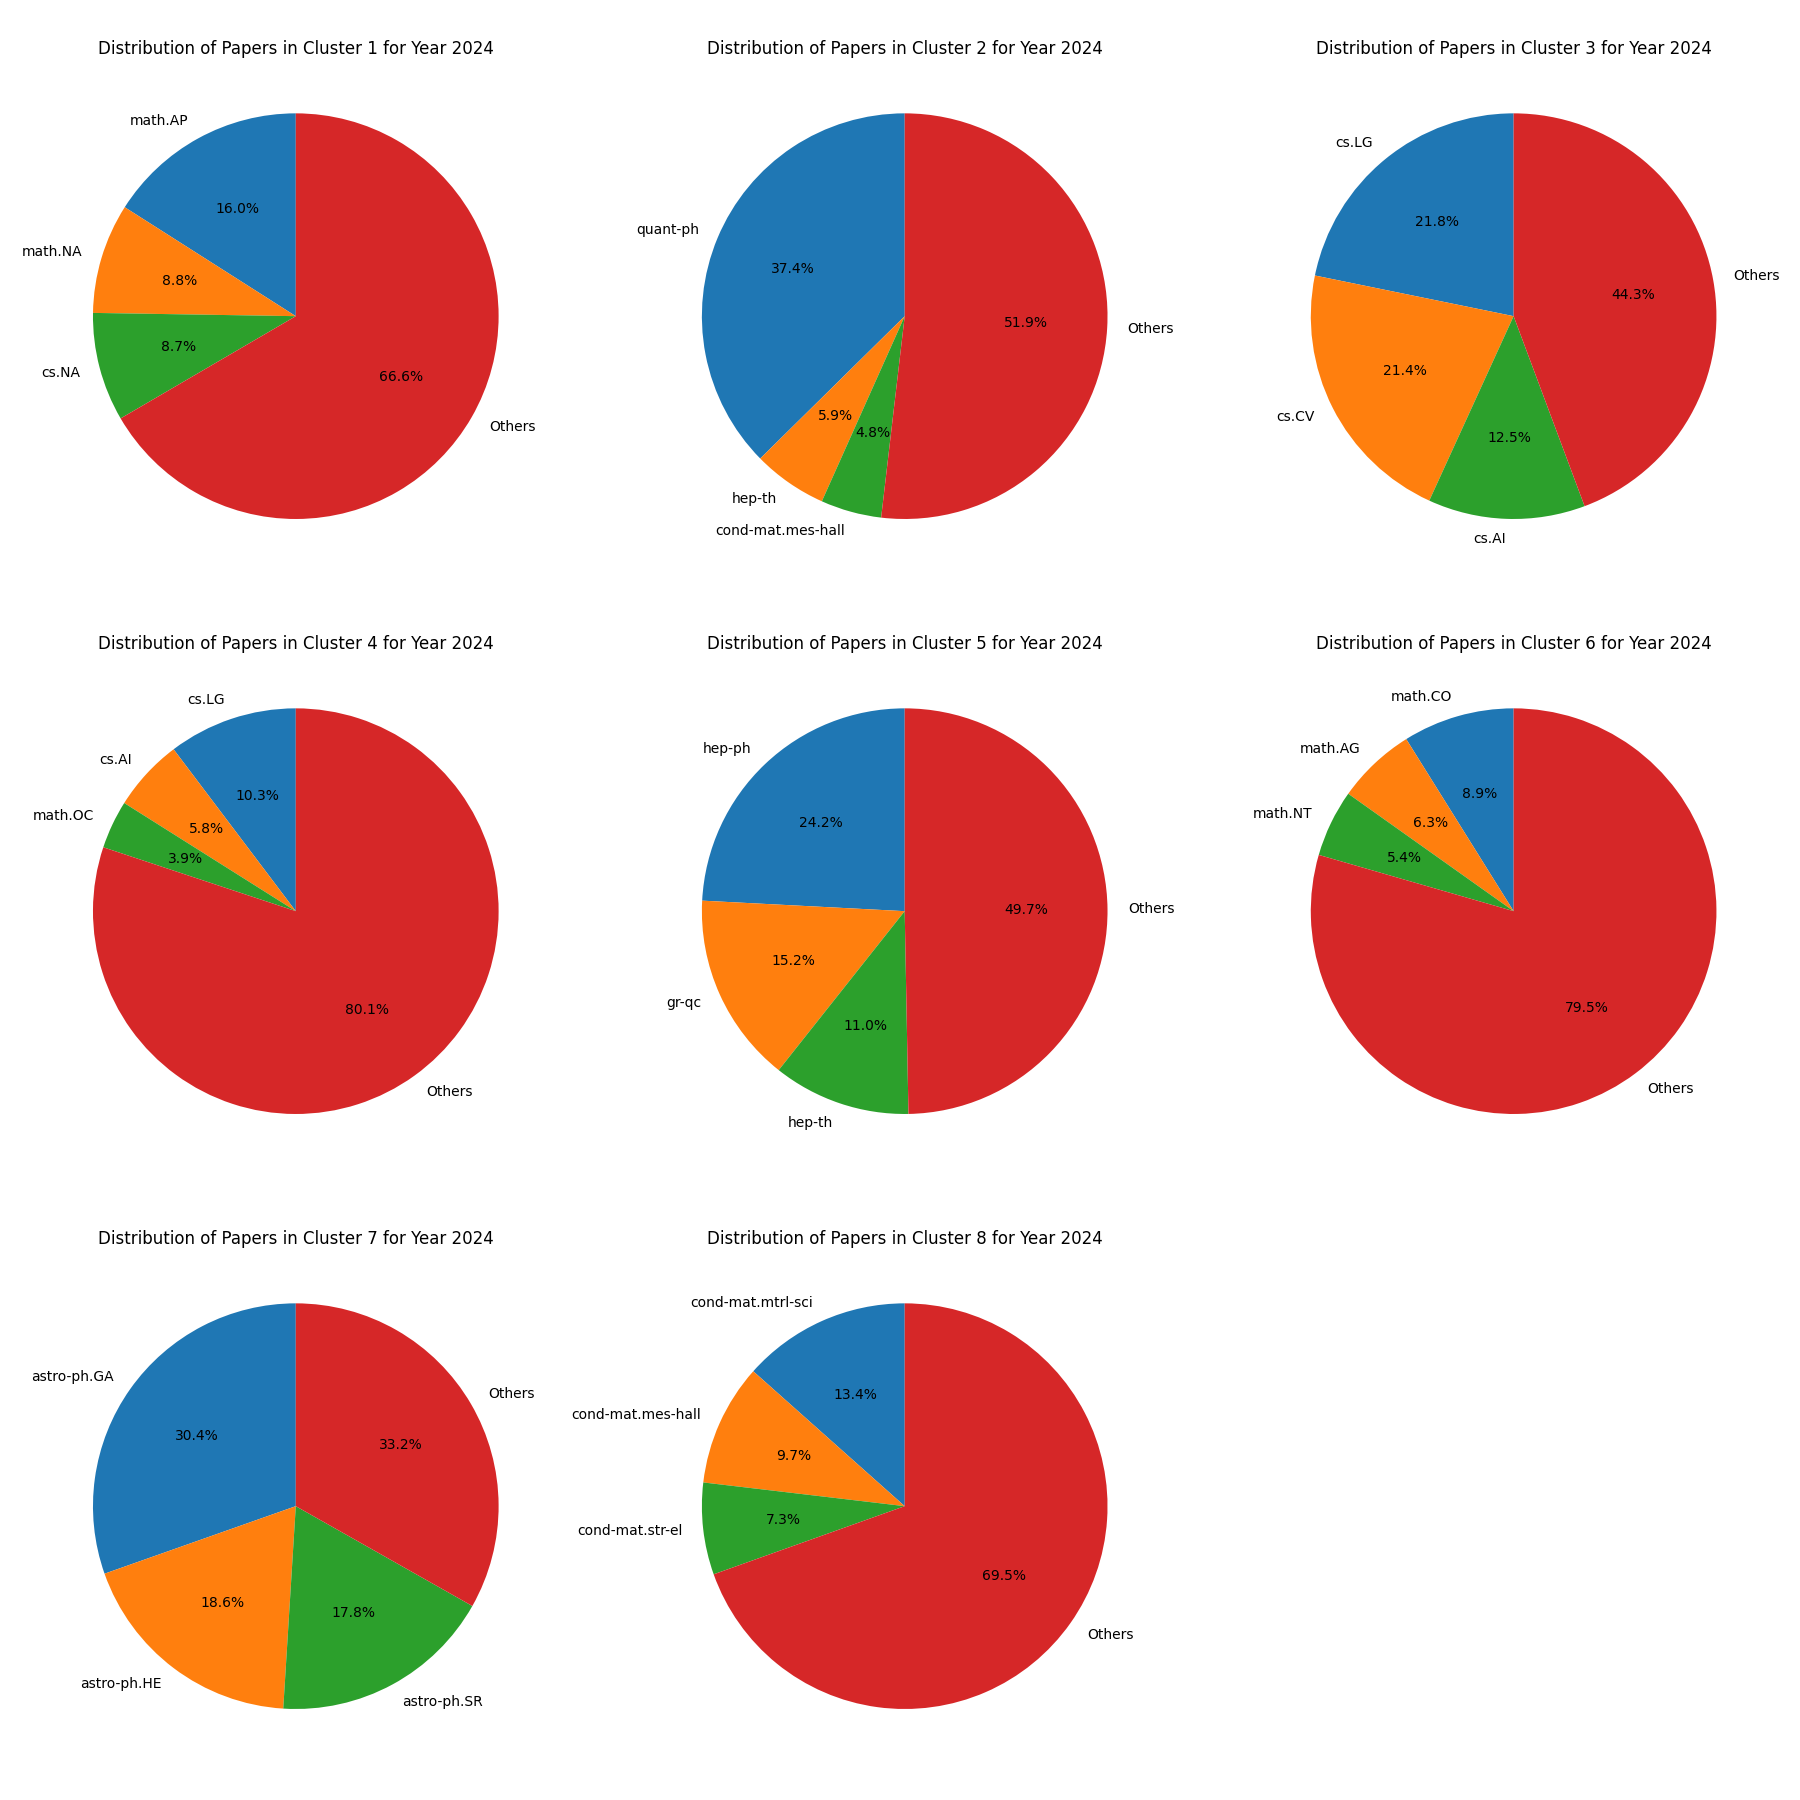 Distribution of Papers in Cluster 1 for Year 2024
math.AP
16.0%
math.NA
8.8%
cs.NA
8.7%
66.6%
Others
Distribution of Papers in Cluster 2 for Year 2024
quant-ph
37.4%
hep-th
5.9%
cond-mat.mes-hall
4.8%
51.9%
Others
Distribution of Papers in Cluster 3 for Year 2024
cs.LG
21.8%
cs.CV
21.4%
cs.AI
12.5%
44.3%
Others
Distribution of Papers in Cluster 4 for Year 2024
cs.LG
10.3%
cs.AI
5.8%
math.OC
3.9%
80.1%
Others
Distribution of Papers in Cluster 5 for Year 2024
hep-ph
24.2%
gr-qc
15.2%
hep-th
11.0%
49.7%
Others
Distribution of Papers in Cluster 6 for Year 2024
math.CO
8.9%
math.AG
6.3%
math.NT
5.4%
79.5%
Others
Distribution of Papers in Cluster 7 for Year 2024
astro-ph.GA
30.4%
astro-ph.HE
18.6%
astro-ph.SR
17.8%
33.2%
Others
Distribution of Papers in Cluster 8 for Year 2024
cond-mat.mtrl-sci
13.4%
cond-mat.mes-hall
9.7%
cond-mat.str-el
7.3%
69.5%
Others